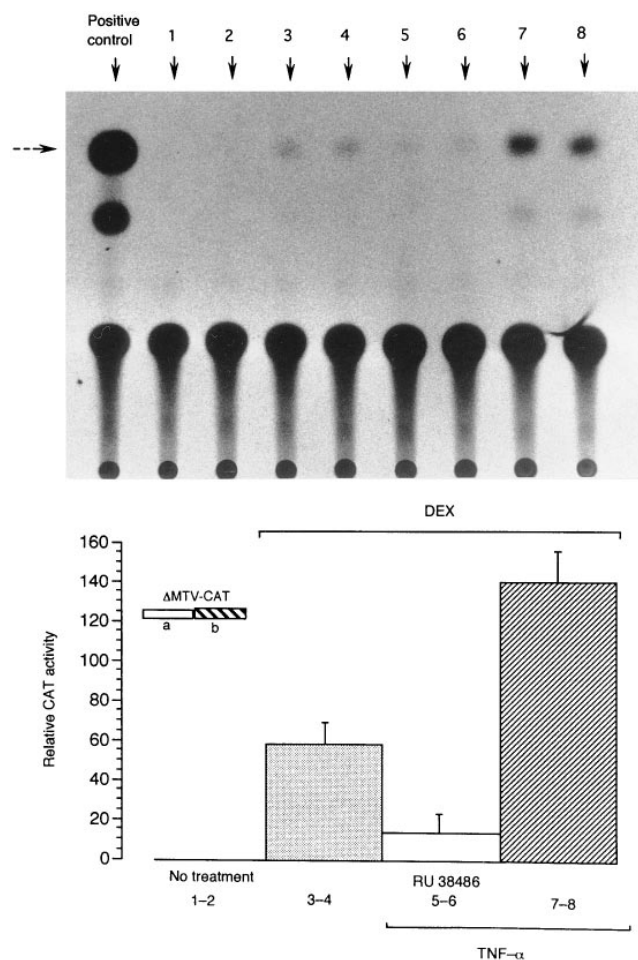 Positive
control 1 2 3 4 5 6 7 8
DEX
160
140
120
100
80
60
40
20
0
Relative CAT activity
ΔMTV-CAT
a b
No treatment RU 38486
1–2 3–4 5–6 7–8
TNF–α